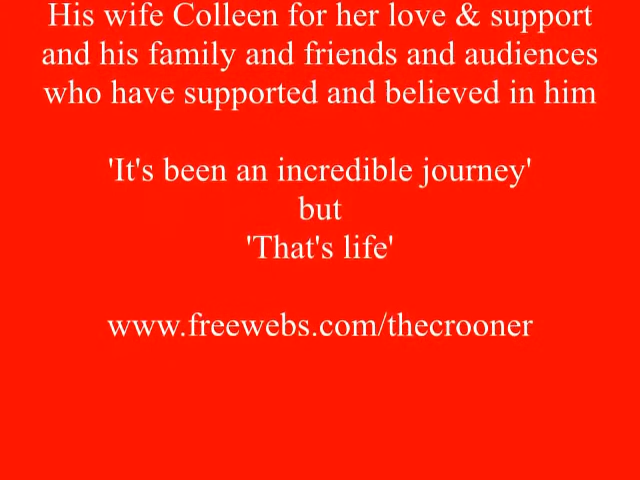 His wife Colleen for her love & support
and his family and friends and audiences
who have supported and believed in him
'It's been an incredible journey'
but
'That's life'
www.freewebs.com/thecrooner